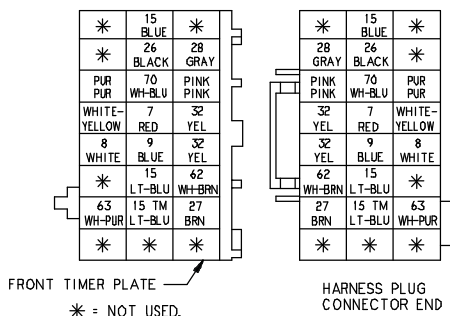 ✳ 15 BLUE ✳
✳ 26 BLACK 28 GRAY
PUR PUR 70 WH-BLU PINK PINK
WHITE-YELLOW 7 RED 32 YEL
8 WHITE 9 BLUE 32 YEL
✳ 15 LT-BLU 62 WH-BRN
63 WH-PUR 15 TM LT-BLU 27 BRN
✳ ✳ ✳
FRONT TIMER PLATE
✳ = NOT USED.
✳ 15 BLUE ✳
28 GRAY 26 BLACK ✳
PINK PINK 70 WH-BLU PUR PUR
32 YEL 7 RED WHITE-YELLOW
32 YEL 9 BLUE 8 WHITE
62 WH-BRN 15 LT-BLU ✳
27 BRN 15 TM LT-BLU 63 WH-PUR
✳ ✳ ✳
HARNESS PLUG
CONNECTOR END